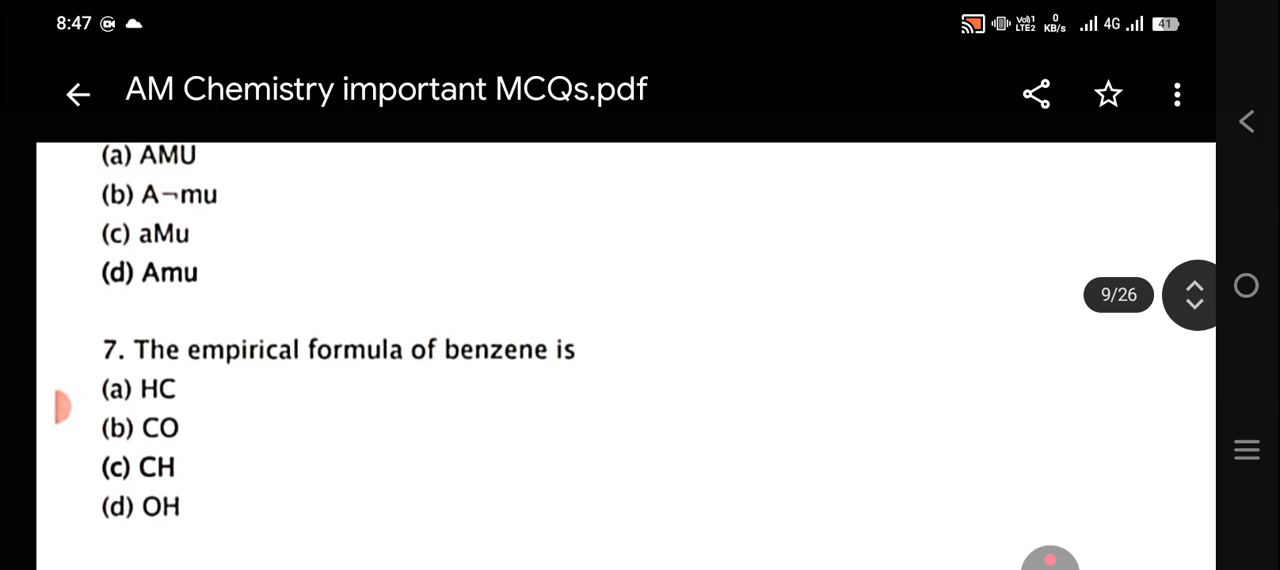 8:47
Vo)) 1
LTE2
0
KB/s
4G
41
AM Chemistry important MCQs.pdf
(a) AMU
(b) A¬mu
(c) aMu
(d) Amu
9/26
7. The empirical formula of benzene is
(a) HC
(b) CO
(c) CH
(d) OH